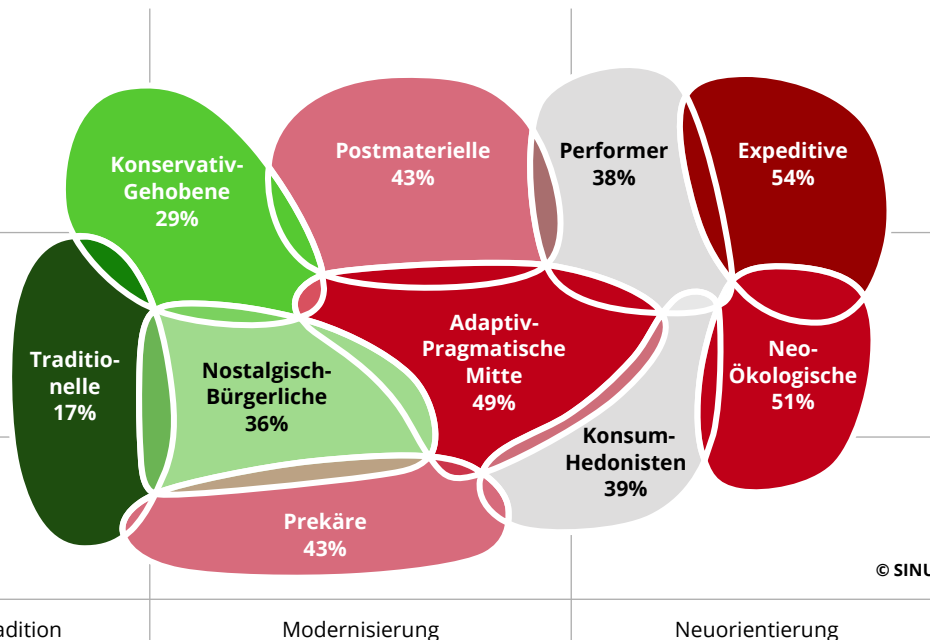 Konservativ-
Gehobene
29%
Postmaterielle
43%
Performer
38%
Expeditive
54%
Traditio-
nelle
17%
Nostalgisch-
Bürgerliche
36%
Adaptiv-
Pragmatische
Mitte
49%
Neo-
Ökologische
51%
Konsum-
Hedonisten
39%
Prekäre
43%
© SINU
adition
Modernisierung
Neuorientierung